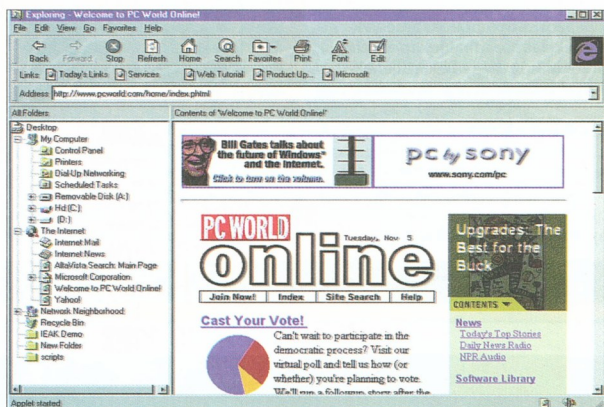 Exploring - Welcome to PC World Online!
File Edit View Go Favorites Help
Back Forward Stop Refresh Home Search Favorites Print Font Edit
Links Today's Links Services Web Tutorial Product Up... Microsoft
Address http://www.pcworld.com/home/index.phtml
All Folders
Contents of 'Welcome to PC World Online!'
Desktop
My Computer
Control Panel
Printers
Dial-Up Networking
Scheduled Tasks
Removable Disk (A:)
Hd (C:)
(D:)
The Internet
Internet Mail
Internet News
AltaVista Search: Main Page
Microsoft Corporation
Welcome to PC World Online!
Yahoo!
Network Neighborhood
Recycle Bin
IEAK Demo
New Folder
scripts
Bill Gates talks about
the future of Windows*
and the Internet.
Click to turn on the volume.
pc by sony
www.sony.com/pc
PC WORLD
Tuesday, Nov 5
online
Join Now! Index Site Search Help
Upgrades: The
Best for the
Buck
CONTENTS
Cast Your Vote!
Can't wait to participate in the
democratic process? Visit our
virtual poll and tell us how (or
whether) you're planning to vote.
We'll run a followup story after the
News
Today's Top Stories
Daily News Radio
NPR Audio
Software Library
Applet started